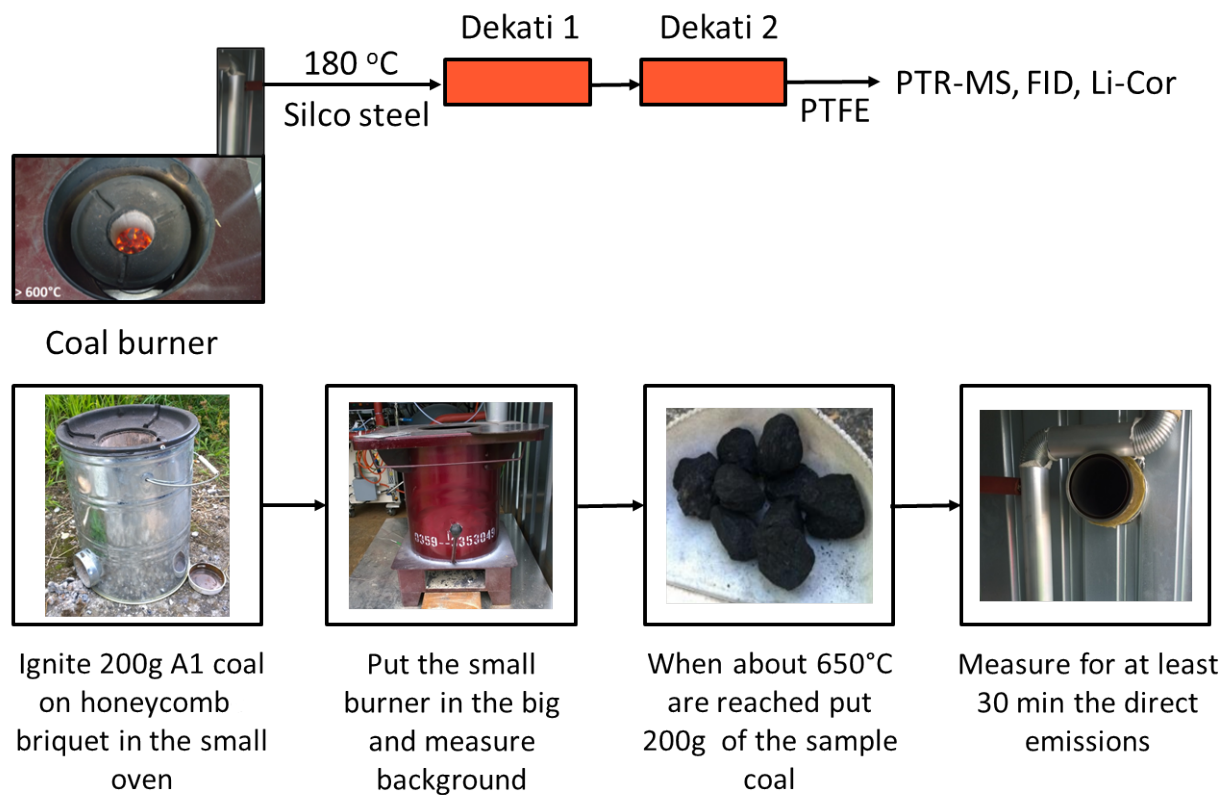 Dekati 1
Dekati 2
180 °C
Silco steel
PTFE
PTR-MS, FID, Li-Cor
> 600°C
Coal burner
Ignite 200g A1 coal
on honeycomb
briquet in the small
oven
0359--2353049
Put the small
burner in the big
and measure
background
When about 650°C
are reached put
200g of the sample
coal
Measure for at least
30 min the direct
emissions